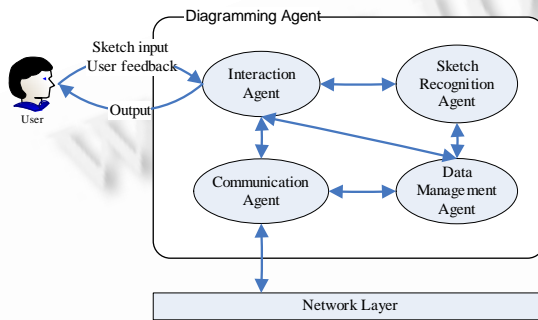 Diagramming Agent
Sketch input
User feedback
Output
User
Interaction
Agent
Sketch
Recognition
Agent
Communication
Agent
Data
Management
Agent
Network Layer